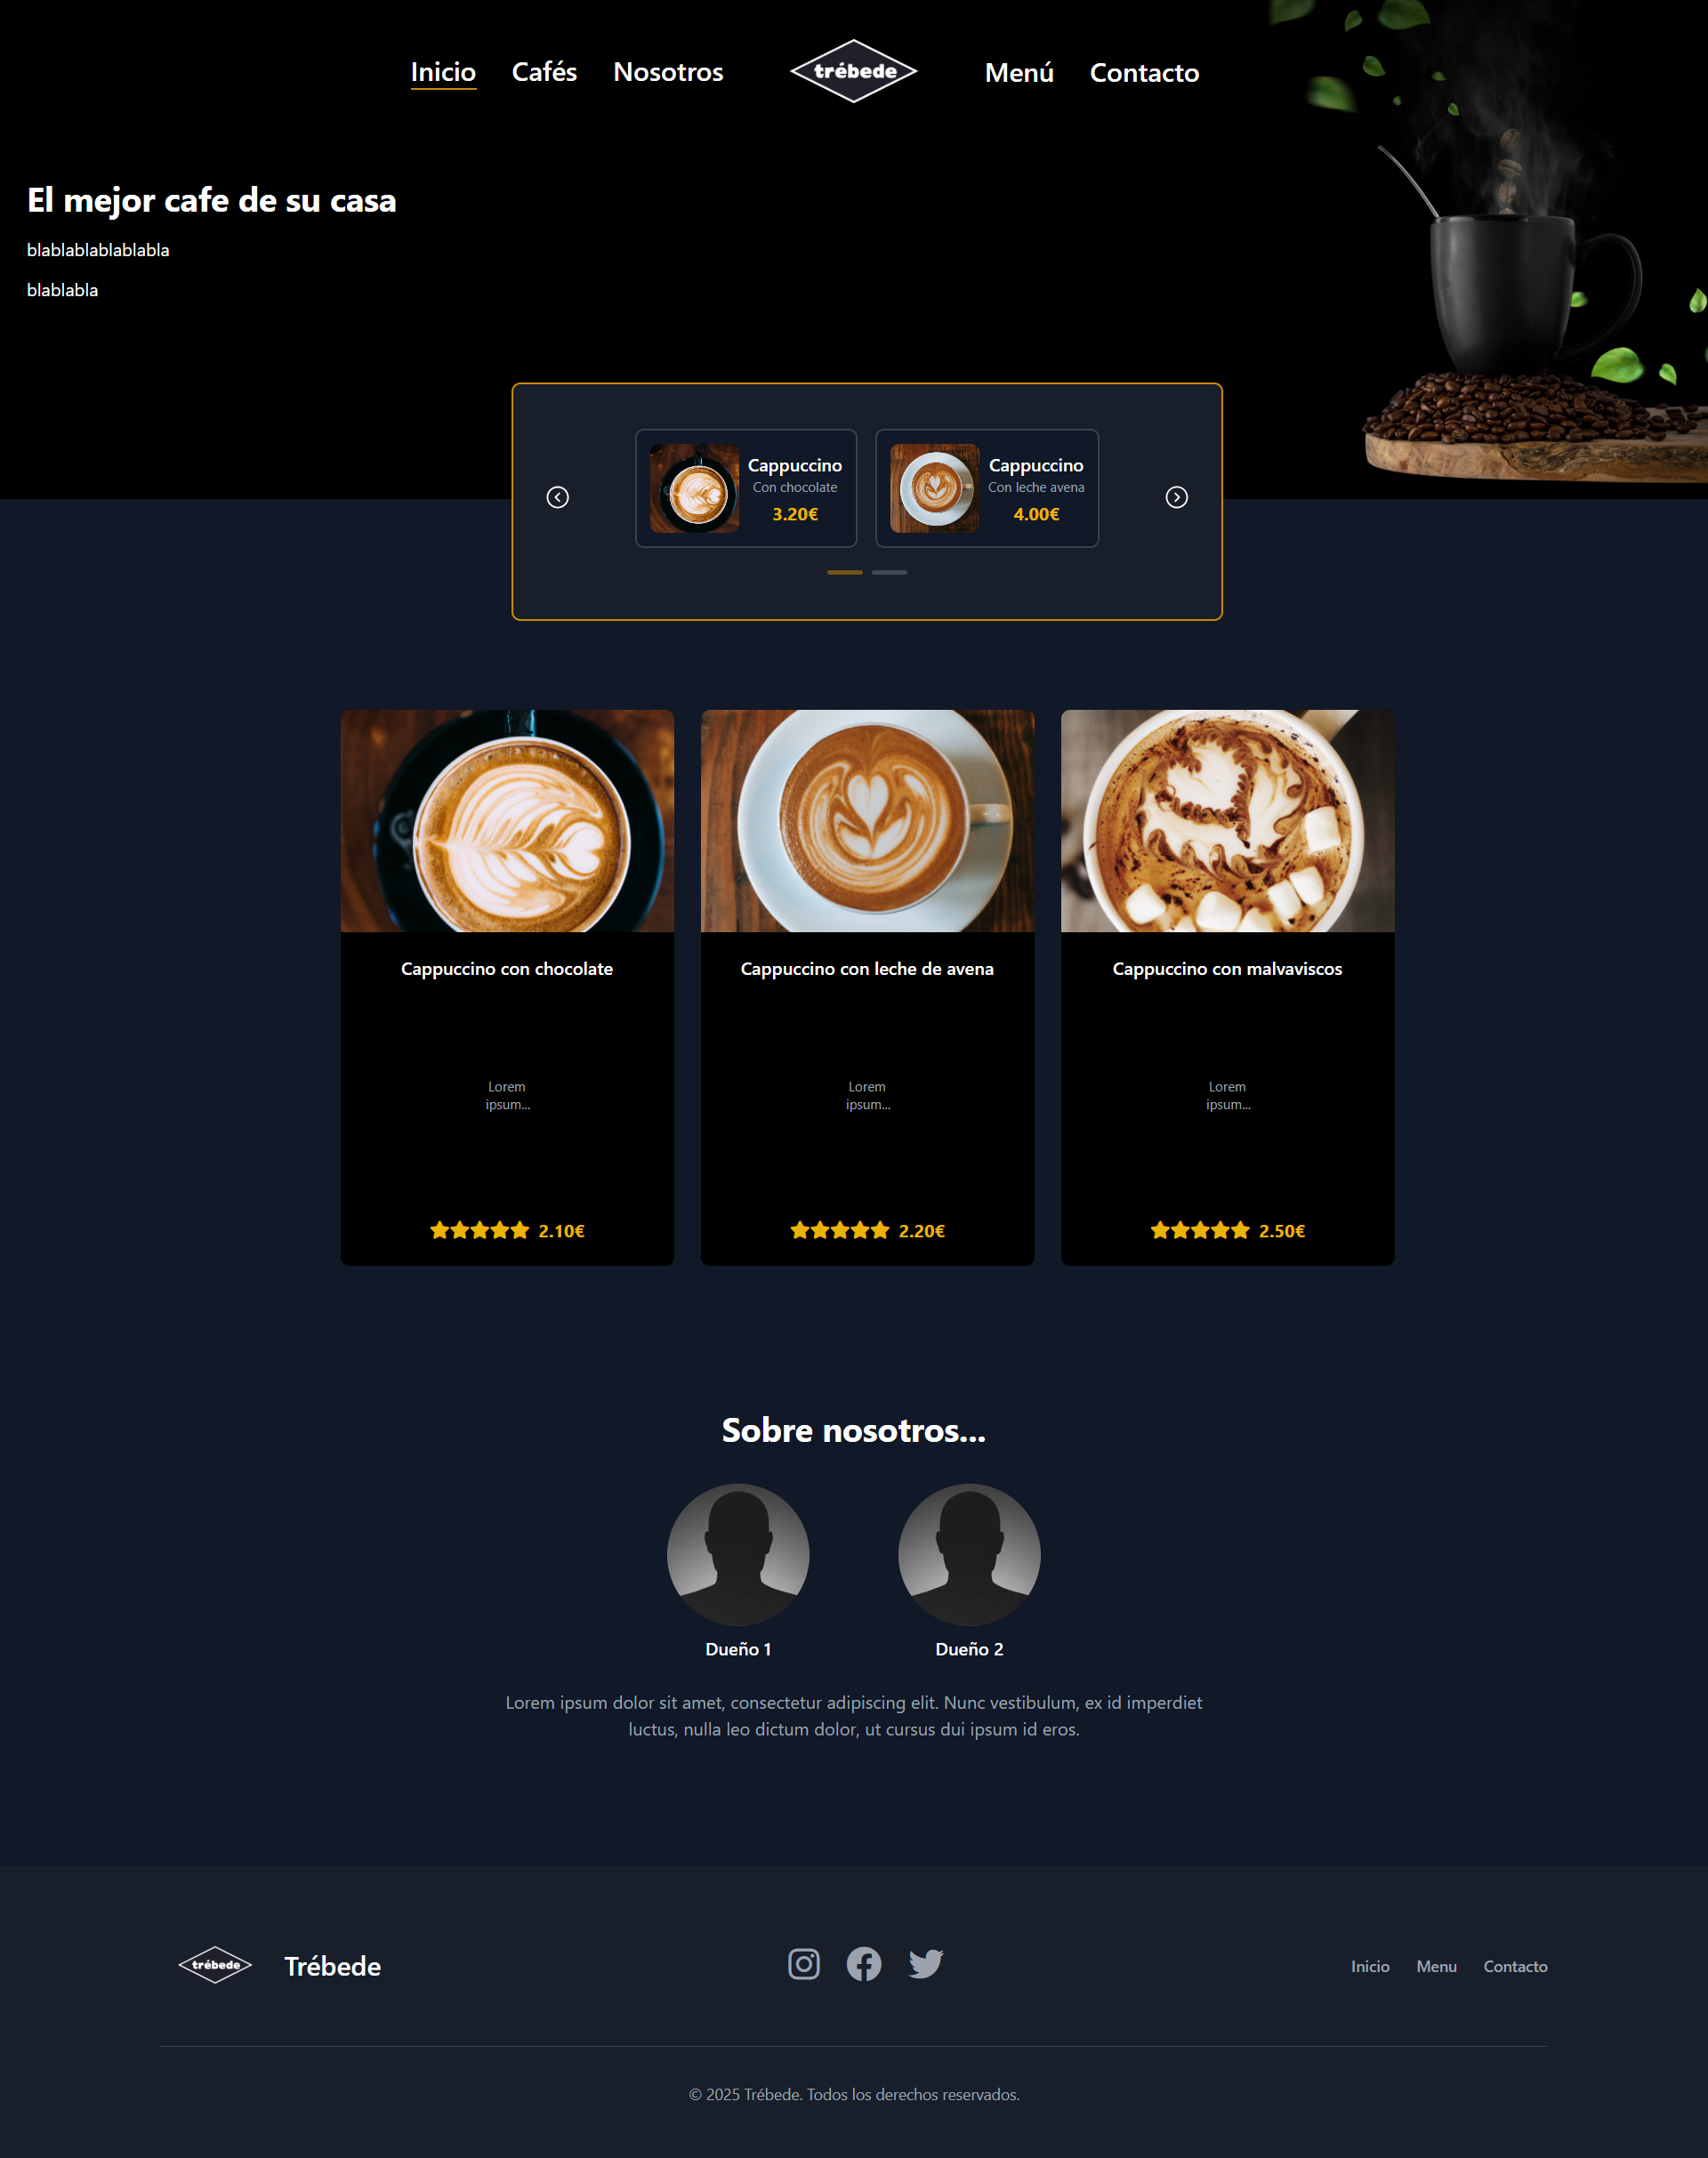 Inicio Cafés Nosotros trébede Menú Contacto
El mejor cafe de su casa
blablablablablabla
blablabla
Cappuccino
Con chocolate
3.20€
Cappuccino
Con leche avena
4.00€
Cappuccino con chocolate
Lorem
ipsum...
2.10€
Cappuccino con leche de avena
Lorem
ipsum...
2.20€
Cappuccino con malvaviscos
Lorem
ipsum...
2.50€
Sobre nosotros...
Dueño 1
Dueño 2
Lorem ipsum dolor sit amet, consectetur adipiscing elit. Nunc vestibulum, ex id imperdiet
luctus, nulla leo dictum dolor, ut cursus dui ipsum id eros.
trébede Trébede
Inicio Menu Contacto
© 2025 Trébede. Todos los derechos reservados.